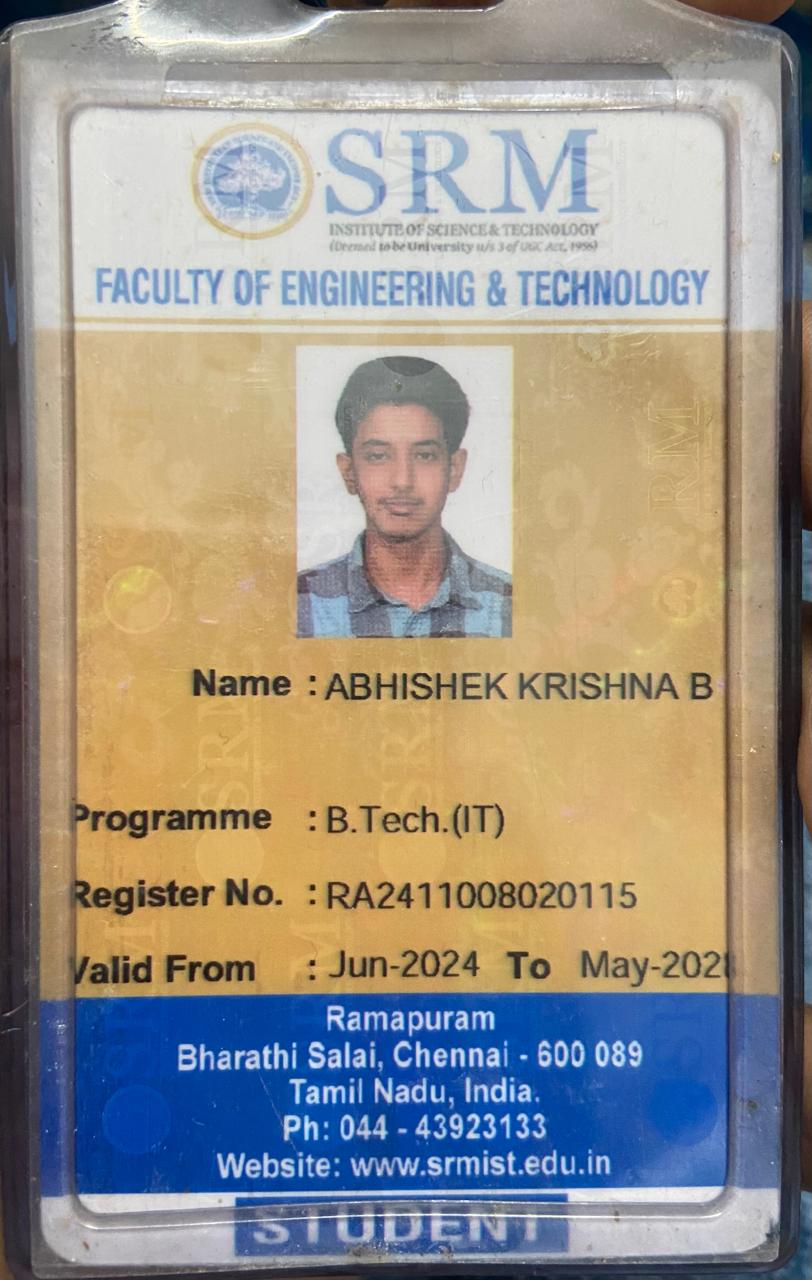 SRM
INSTITUTE OF SCIENCE & TECHNOLOGY
(Deemed to be University u/s 3 of UGC Act, 1956)
FACULTY OF ENGINEERING & TECHNOLOGY
Name : ABHISHEK KRISHNA B
Programme : B.Tech.(IT)
Register No. : RA2411008020115
Valid From : Jun-2024 To May-202
Ramapuram
Bharathi Salai, Chennai - 600 089
Tamil Nadu, India.
Ph: 044 - 43923133
Website: www.srmist.edu.in
STUDENT